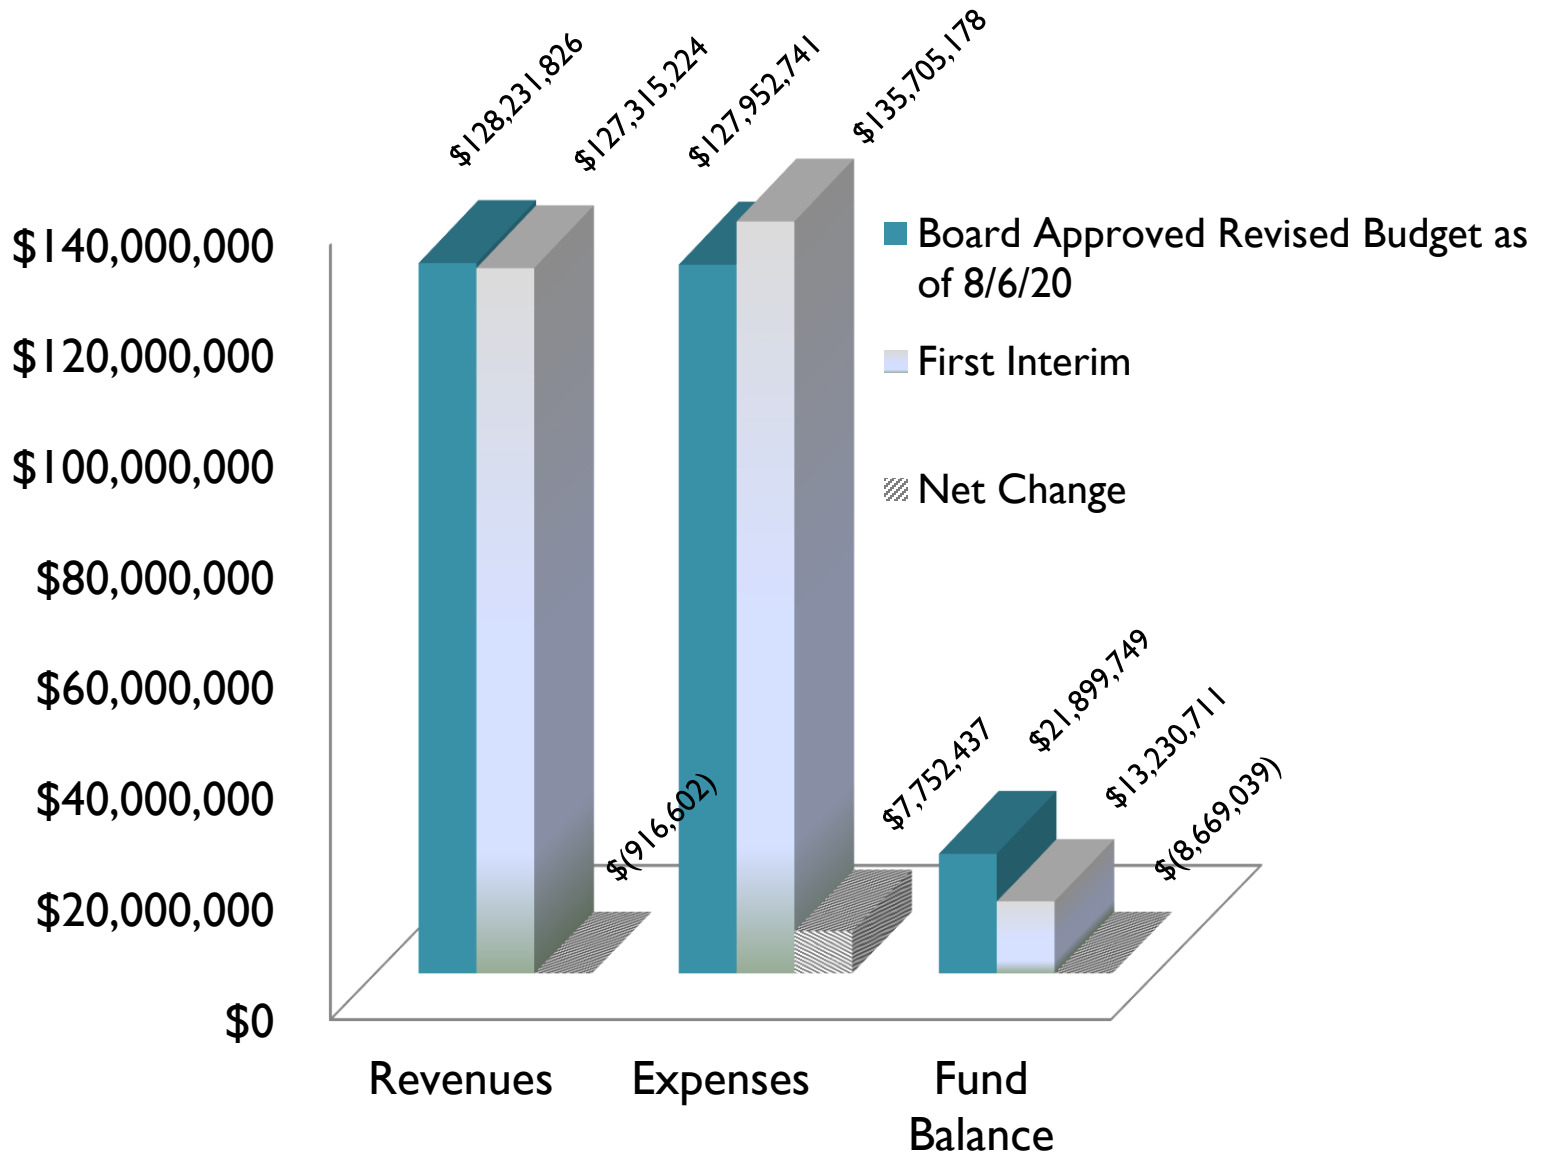 $128,231,826
$127,315,224
$127,952,741
$135,705,178
$140,000,000
$120,000,000
$100,000,000
$80,000,000
$60,000,000
$40,000,000
$20,000,000
$0
Board Approved Revised Budget as
of 8/6/20
First Interim
Net Change
$(916,602)
$7,752,437
$21,899,749
$13,230,711
$(8,669,039)
Revenues
Expenses
Fund
Balance